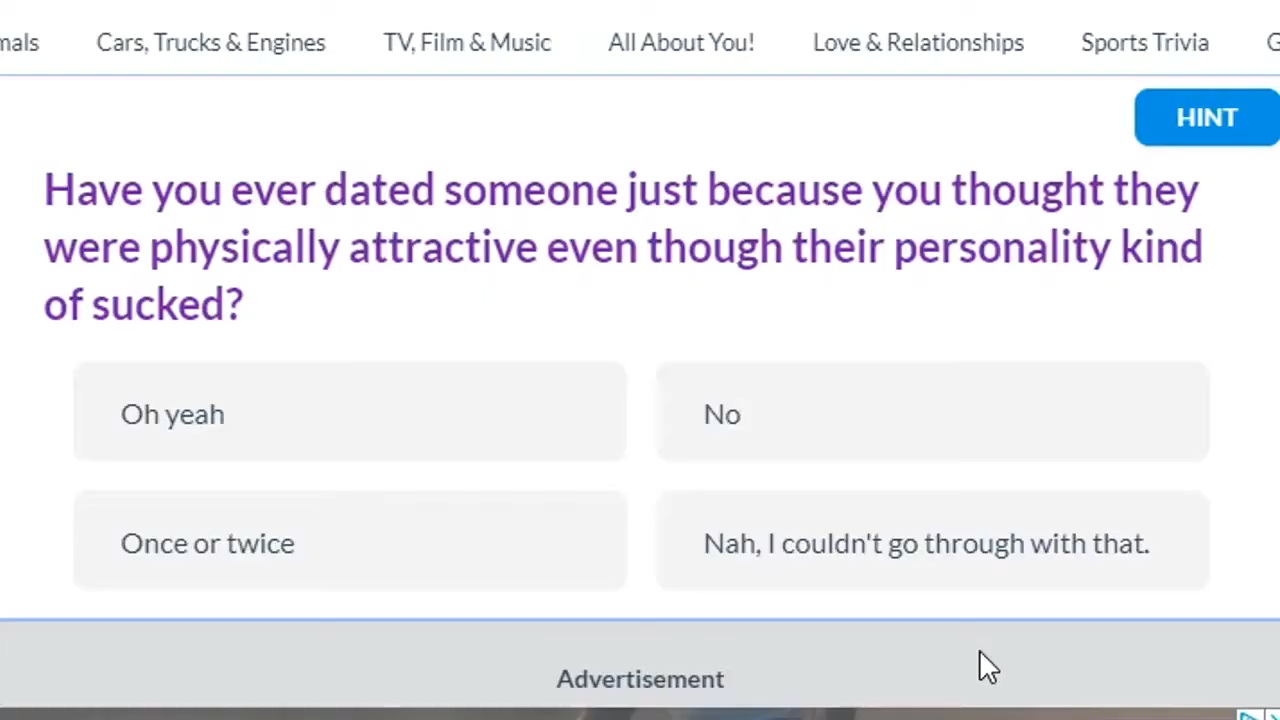 mals Cars, Trucks & Engines TV, Film & Music All About You! Love & Relationships Sports Trivia G
HINT
Have you ever dated someone just because you thought they
were physically attractive even though their personality kind
of sucked?
Oh yeah
No
Once or twice
Nah, I couldn't go through with that.
Advertisement